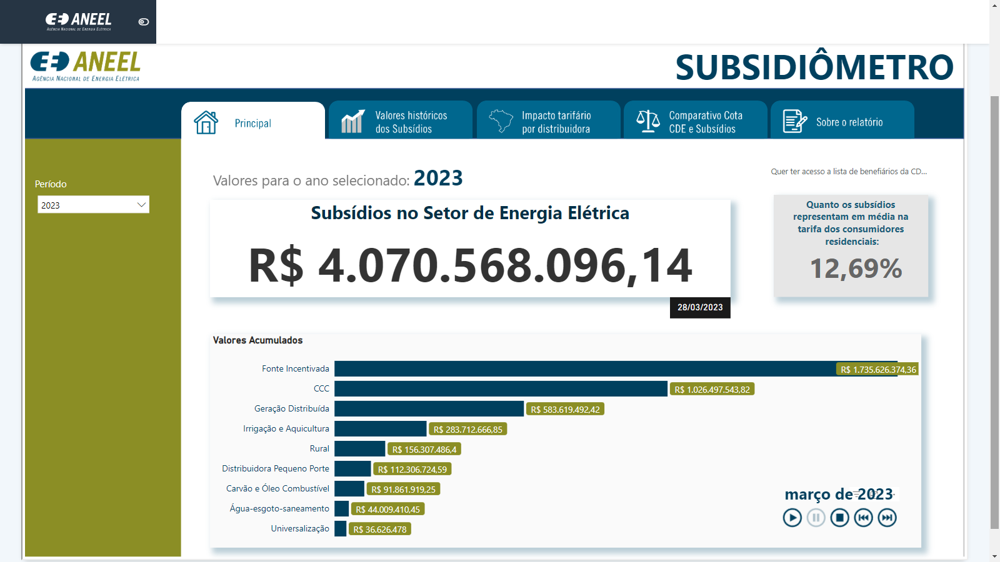 ANEEL
AGÊNCIA NACIONAL DE ENERGIA ELÉTRICA
ANEEL
AGÊNCIA NACIONAL DE ENERGIA ELÉTRICA
SUBSIDIÔMETRO
Principal
Valores históricos
dos Subsídios
Impacto tarifário
por distribuidora
Comparativo Cota
CDE e Subsídios
Sobre o relatório
Período
2023
Valores para o ano selecionado: 2023
Quer ter acesso a lista de benefiários da CD...
Subsídios no Setor de Energia Elétrica
R$ 4.070.568.096,14
28/03/2023
Quanto os subsídios
representam em média na
tarifa dos consumidores
residenciais:
12,69%
Valores Acumulados
Fonte Incentivada R$ 1.735.626.374,36
CCC R$ 1.026.497.543,82
Geração Distribuída R$ 583.619.492,42
Irrigação e Aquicultura R$ 283.712.666,85
Rural R$ 156.307.486,4
Distribuidora Pequeno Porte R$ 112.306.724,59
Carvão e Óleo Combustível R$ 91.861.919,25
Água-esgoto-saneamento R$ 44.009.410,45
Universalização R$ 36.626.478
março de 2023